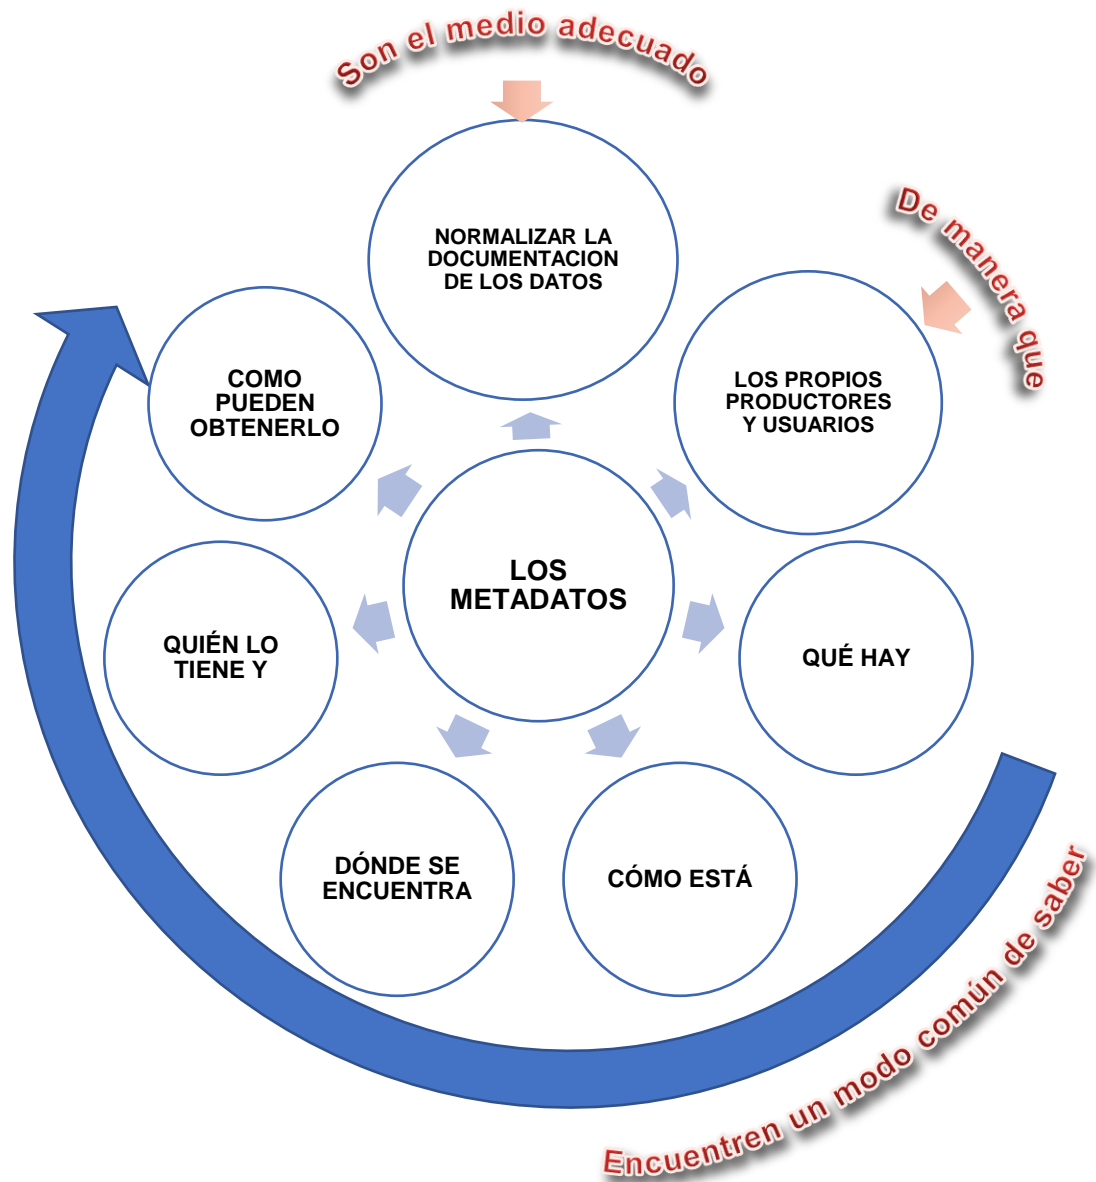 Son el medio adecuado
NORMALIZAR LA
DOCUMENTACION
DE LOS DATOS
De manera que
LOS PROPIOS
PRODUCTORES
Y USUARIOS
COMO
PUEDEN
OBTENERLO
LOS
METADATOS
QUIÉN LO
TIENE Y
QUÉ HAY
DÓNDE SE
ENCUENTRA
CÓMO ESTÁ
Encuentren un modo común de saber